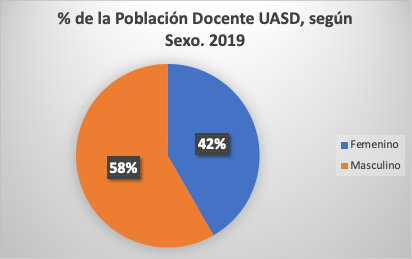 % de la Población Docente UASD, según
Sexo. 2019
42%
58%
Femenino
Masculino